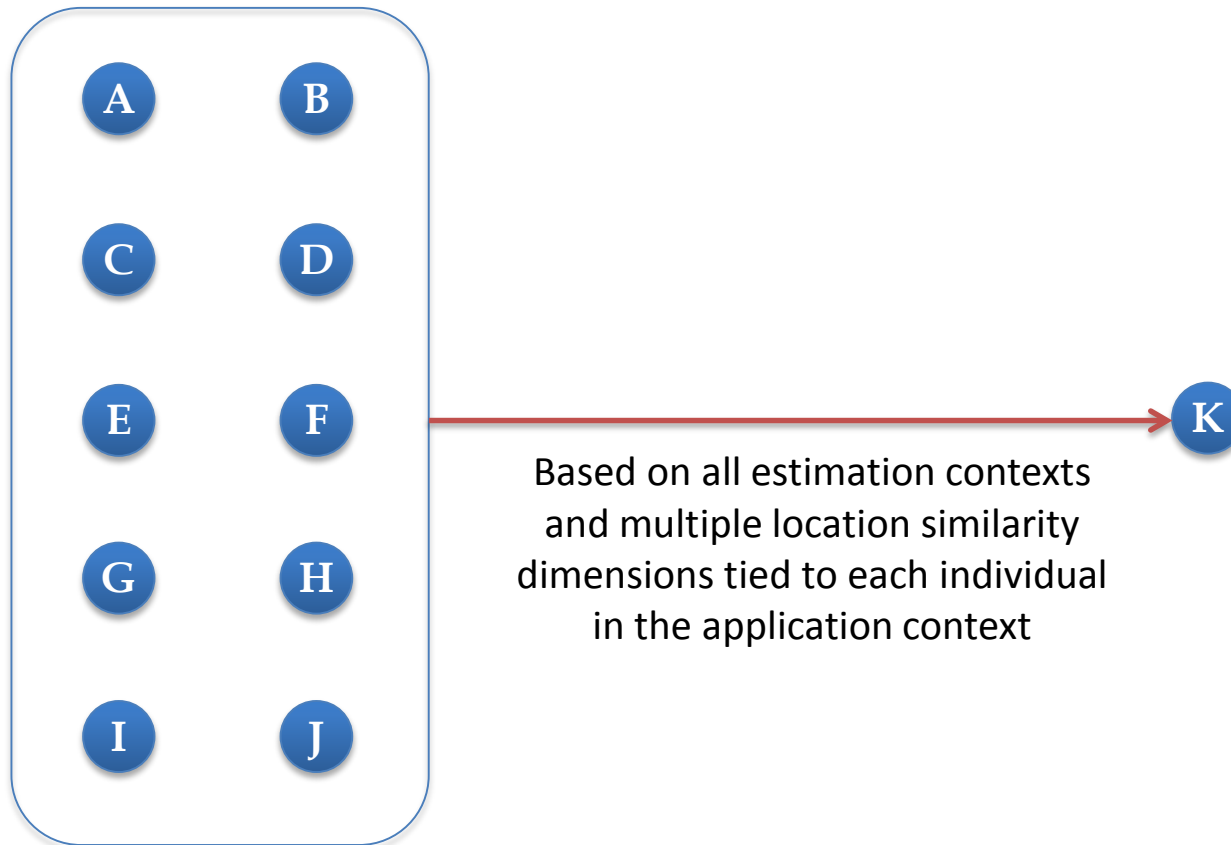 A B
C D
E F
K
G H
I J
Based on all estimation contexts
and multiple location similarity
dimensions tied to each individual
in the application context